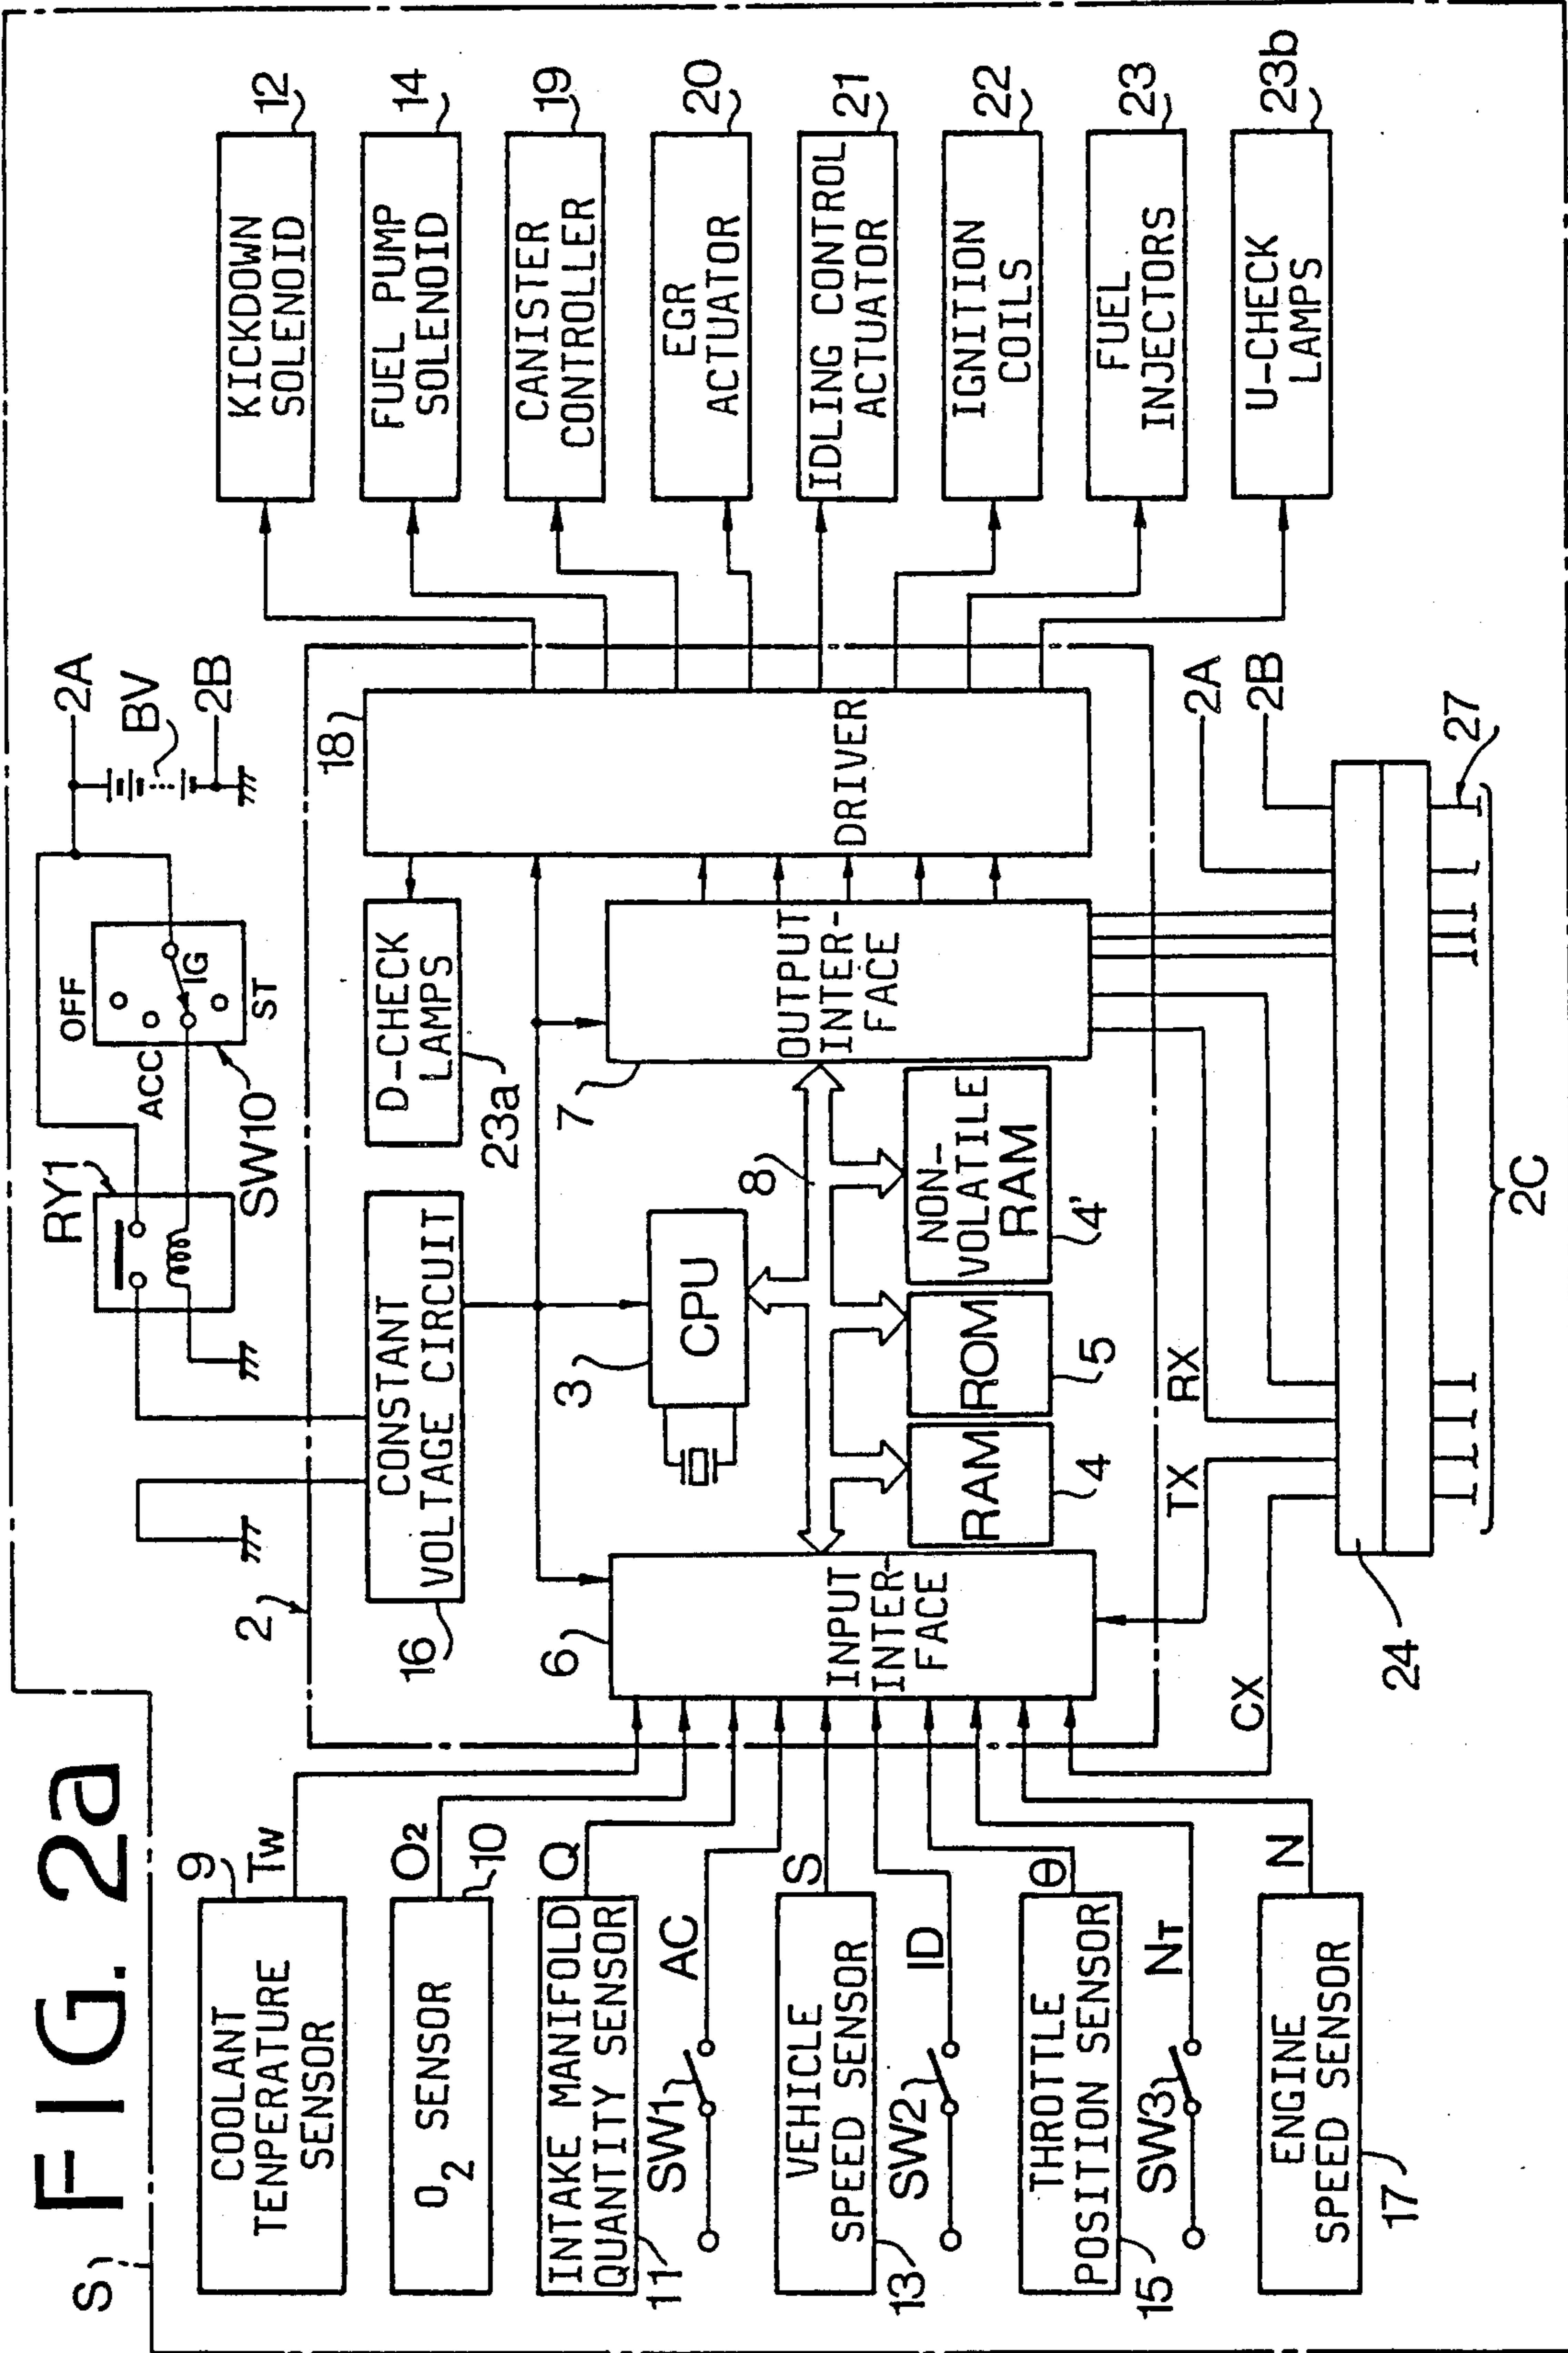 FIG. 2a
S
COOLANT
TENPERATURE
SENSOR
9
Tw
O2 SENSOR
10
O2
INTAKE MANIFOLD
QUANTITY SENSOR
11
Q
SW1
AC
VEHICLE
SPEED SENSOR
13
S
SW2
ID
THROTTLE
POSITION SENSOR
15
θ
SW3
NT
ENGINE
SPEED SENSOR
17
N
2
CONSTANT
VOLTAGE CIRCUIT
16
RY1
SW10
OFF
ACC
IG
ST
2A
BV
2B
D-CHECK
LAMPS
23a
INPUT
INTER-
FACE
6
CPU
3
8
RAM
4
ROM
5
NON-
VOLATILE
RAM
4'
OUTPUT
INTER-
FACE
7
DRIVER
18
KICKDOWN
SOLENOID
12
FUEL PUMP
SOLENOID
14
CANISTER
CONTROLLER
19
EGR
ACTUATOR
20
IDLING CONTROL
ACTUATOR
21
IGNITION
COILS
22
FUEL
INJECTORS
23
U-CHECK
LAMPS
23b
CX
TX
RX
2A
2B
24
27
2C